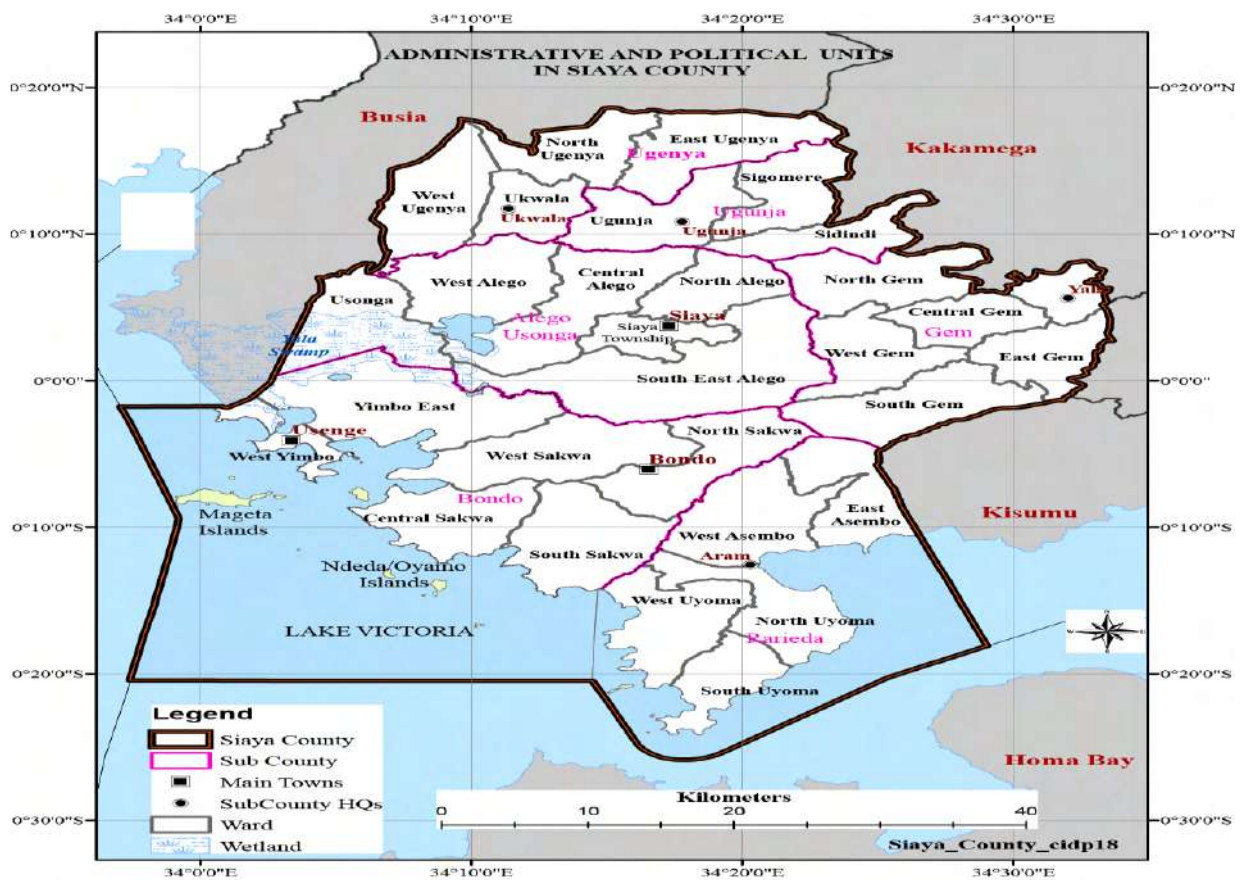 34°0'0"E 34°10'0"E 34°20'0"E 34°30'0"E
ADMINISTRATIVE AND POLITICAL UNITS
IN SIAYA COUNTY
0°20'0"N 0°20'0"N
Busia
North
Ugenya
East Ugenya
Ugenya
Kakamega
Sigomere
West
Ugenya
Ukwala
Ukwala
Ugunja
Ugunja
Ugunja
0°10'0"N 0°10'0"N
Sidindi
Usonga
West Alego
Central
Alego
North Alego
North Gem
Yala
Alego
Usonga
Siaya
Siaya
Township
Central Gem
Gem
Yala
Swamp
West Gem
East Gem
0°0'0" 0°0'0"
South East Alego
South Gem
Yimbo East
Usenge
West Yimbo
North Sakwa
West Sakwa
Bondo
Bondo
Mageta
Islands
Central Sakwa
East
Asembo
Kisumu
0°10'0"S 0°10'0"S
West Asembo
South Sakwa
Aram
Ndeda/Oyamo
Islands
West Uyoma
North Uyoma
LAKE VICTORIA
Rarieda
W E S
0°20'0"S 0°20'0"S
South Uyoma
Legend
Siaya County
Sub County
Main Towns
SubCounty HQs
Ward
Wetland
Homa Bay
Kilometers
0 10 20 40
0°30'0"S 0°30'0"S
Siaya_County_cidp18
34°0'0"E 34°10'0"E 34°20'0"E 34°30'0"E